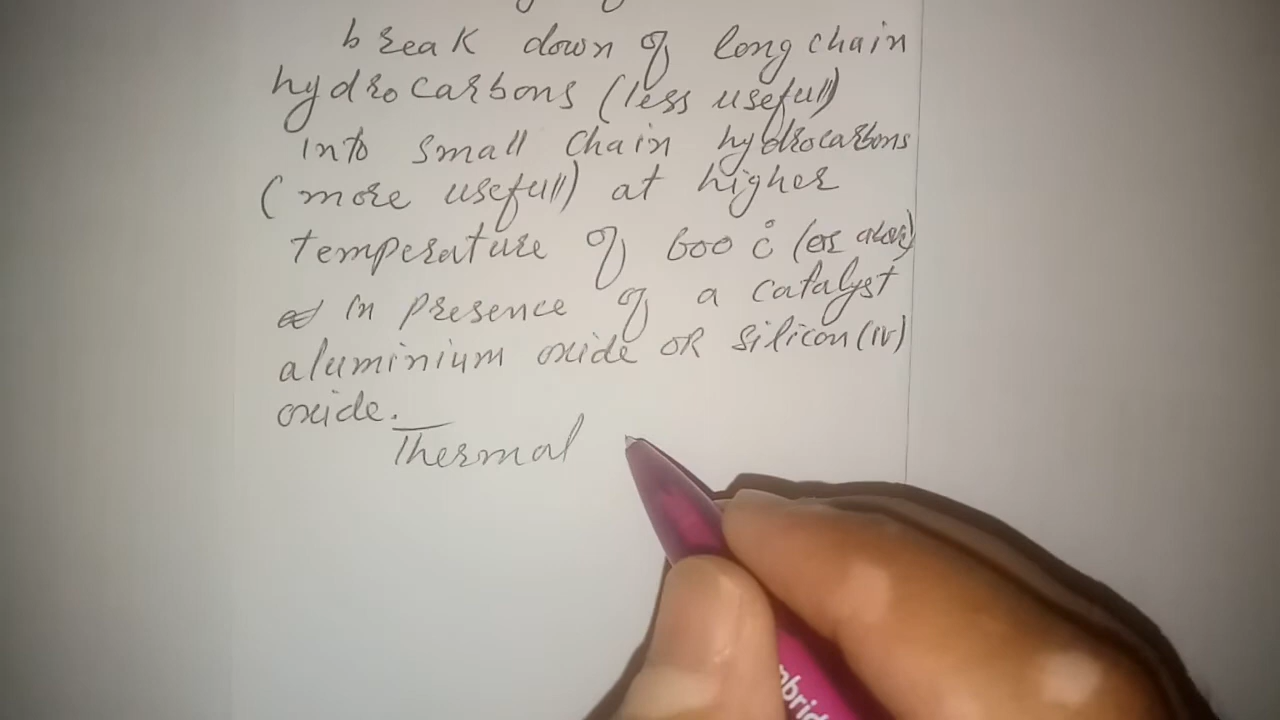 break down of long chain
hydrocarbons (less usefull)
into small chain hydrocarbons
(more usefull) at higher
temperature of 600 °C (or
in presence of a catalyst
aluminium oxide OR silicon(IV)
oxide.
Thermal
mbrid